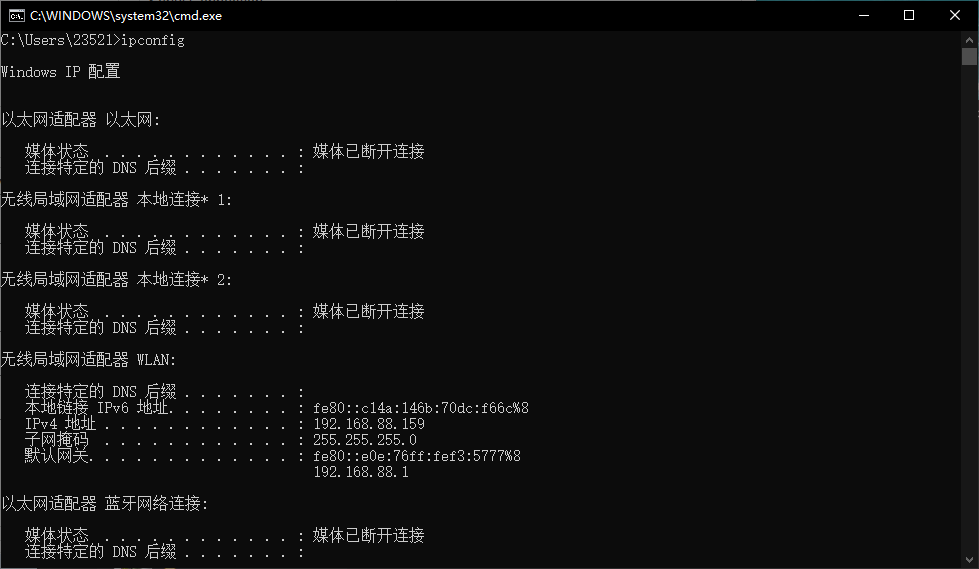 C:\WINDOWS\system32\cmd.exe
C:\Users\23521>ipconfig
Windows IP 配置
以太网适配器 以太网:
媒体状态 . . . . . . . . . . . . : 媒体已断开连接
连接特定的 DNS 后缀 . . . . . . . :
无线局域网适配器 本地连接* 1:
媒体状态 . . . . . . . . . . . . : 媒体已断开连接
连接特定的 DNS 后缀 . . . . . . . :
无线局域网适配器 本地连接* 2:
媒体状态 . . . . . . . . . . . . : 媒体已断开连接
连接特定的 DNS 后缀 . . . . . . . :
无线局域网适配器 WLAN:
连接特定的 DNS 后缀 . . . . . . . :
本地链接 IPv6 地址. . . . . . . . : fe80::c14a:146b:70dc:f66c%8
IPv4 地址 . . . . . . . . . . . . : 192.168.88.159
子网掩码 . . . . . . . . . . . . : 255.255.255.0
默认网关. . . . . . . . . . . . . : fe80::e0e:76ff:fef3:5777%8
192.168.88.1
以太网适配器 蓝牙网络连接:
媒体状态 . . . . . . . . . . . . : 媒体已断开连接
连接特定的 DNS 后缀 . . . . . . . :